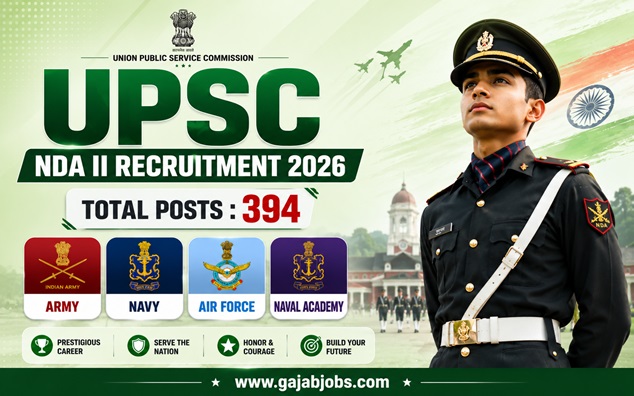 UNION PUBLIC SERVICE COMMISSION
UPSC
NDA II RECRUITMENT 2026
TOTAL POSTS : 394
INDIAN ARMY
ARMY
NAVY
AIR FORCE
NAVAL ACADEMY
PRESTIGIOUS
CAREER
SERVE THE
NATION
HONOR &
COURAGE
BUILD YOUR
FUTURE
NDA
www.gajabjobs.com